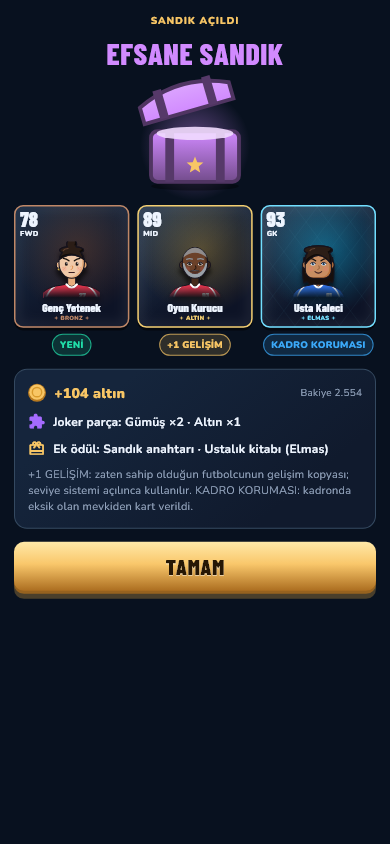 SANDIK AÇILDI
EFSANE SANDIK
78
FWD
Genç Yetenek
BRONZ
89
MID
Oyun Kurucu
ALTIN
93
GK
Usta Kaleci
ELMAS
YENİ
+1 GELİŞİM
KADRO KORUMASI
+104 altın
Bakiye 2.554
Joker parça: Gümüş ×2 · Altın ×1
Ek ödül: Sandık anahtarı · Ustalık kitabı (Elmas)
+1 GELİŞİM: zaten sahip olduğun futbolcunun gelişim kopyası;
seviye sistemi açılınca kullanılır. KADRO KORUMASI: kadronda
eksik olan mevkiden kart verildi.
TAMAM